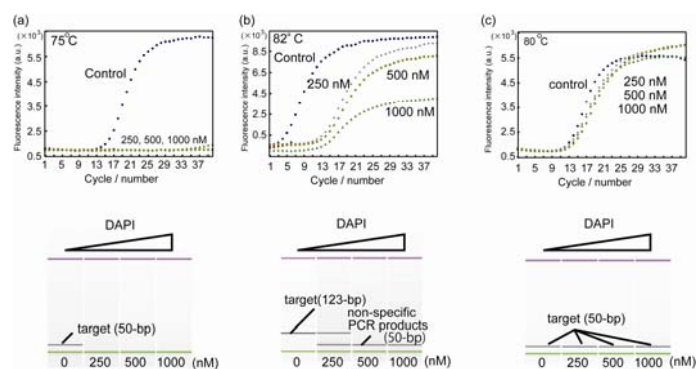 (a)
(×10³)
Fluorescence intensity (a.u.)
75°C
Control
250, 500, 1000 nM
5.5
4.5
3.5
2.5
1.5
0.5
1 5 9 13 17 21 25 29 33 37
Cycle / number
(b)
(×10³)
Fluorescence intensity (a.u.)
82°C
Control
250 nM
500 nM
1000 nM
8.5
6.5
4.5
2.5
0.5
1 5 9 13 17 21 25 29 33 37
Cycle / number
(c)
(×10³)
Fluorescence intensity (a.u.)
80°C
control
250 nM
500 nM
1000 nM
5.5
4.5
3.5
2.5
1.5
0.5
1 5 9 13 17 21 25 29 33 37
Cycle / number
DAPI
target (50-bp)
0 250 500 1000 (nM)
DAPI
target(123-bp)
non-specific
PCR products
(50-bp)
0 250 500 1000 (nM)
DAPI
target (50-bp)
0 250 500 1000 (nM)